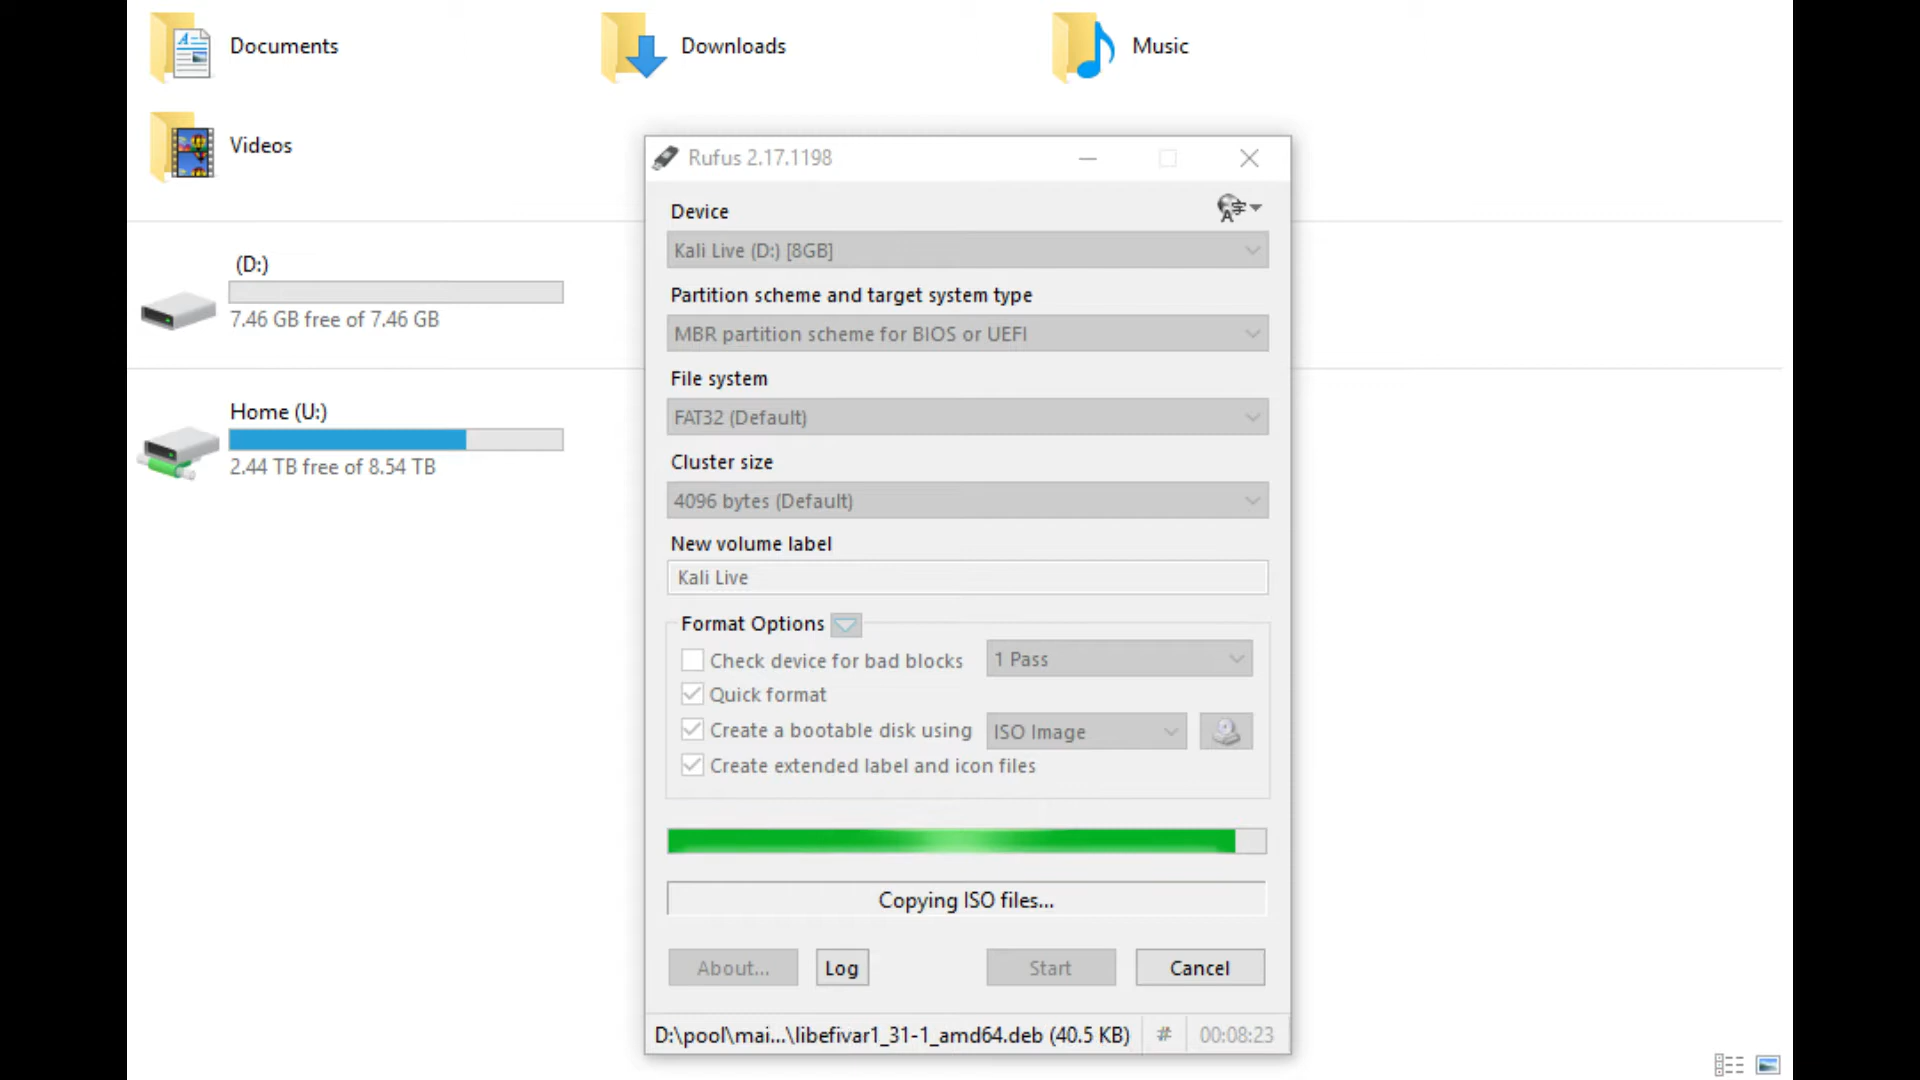 Documents
Downloads
Music
Videos
(D:)
7.46 GB free of 7.46 GB
Home (U:)
2.44 TB free of 8.54 TB
Rufus 2.17.1198
Device
Kali Live (D:) [8GB]
Partition scheme and target system type
MBR partition scheme for BIOS or UEFI
File system
FAT32 (Default)
Cluster size
4096 bytes (Default)
New volume label
Kali Live
Format Options
Check device for bad blocks 1 Pass
Quick format
Create a bootable disk using ISO Image
Create extended label and icon files
Copying ISO files...
About... Log Start Cancel
D:\pool\mai...\libefivar1_31-1_amd64.deb (40.5 KB) # 00:08:23